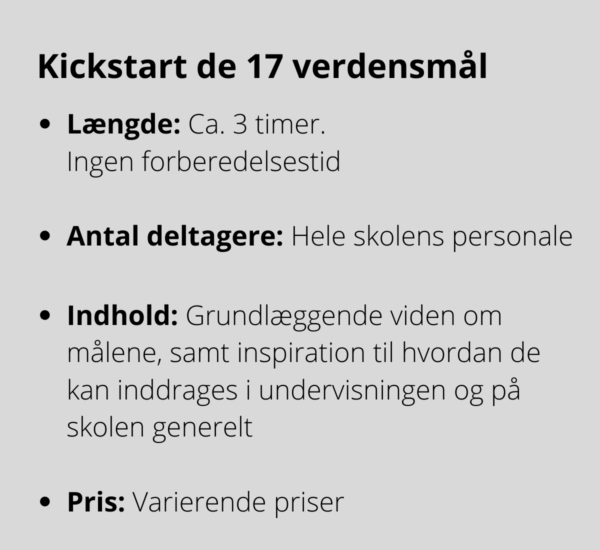 Kickstart de 17 verdensmål
• Længde: Ca. 3 timer.
Ingen forberedelsestid
• Antal deltagere: Hele skolens personale
• Indhold: Grundlæggende viden om
målene, samt inspiration til hvordan de
kan inddrages i undervisningen og på
skolen generelt
• Pris: Varierende priser